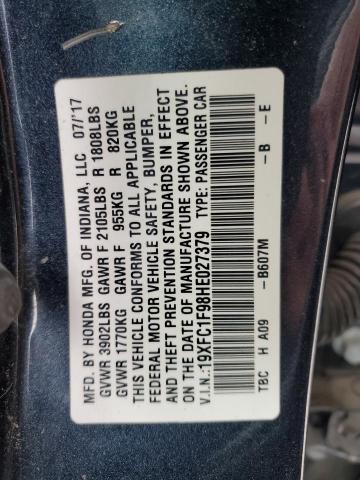 MFD. BY HONDA MFG. OF INDIANA, LLC 07/'17
GVWR 3902LBS GAWR F 2105LBS R 1808LBS
GVWR 1770KG GAWR F 955KG R 820KG
THIS VEHICLE CONFORMS TO ALL APPLICABLE
FEDERAL MOTOR VEHICLE SAFETY, BUMPER,
AND THEFT PREVENTION STANDARDS IN EFFECT
ON THE DATE OF MANUFACTURE SHOWN ABOVE.
V.I.N.:19XFC1F98HE027379 TYPE: PASSENGER CAR
TBC H A09 -B607M -B -E